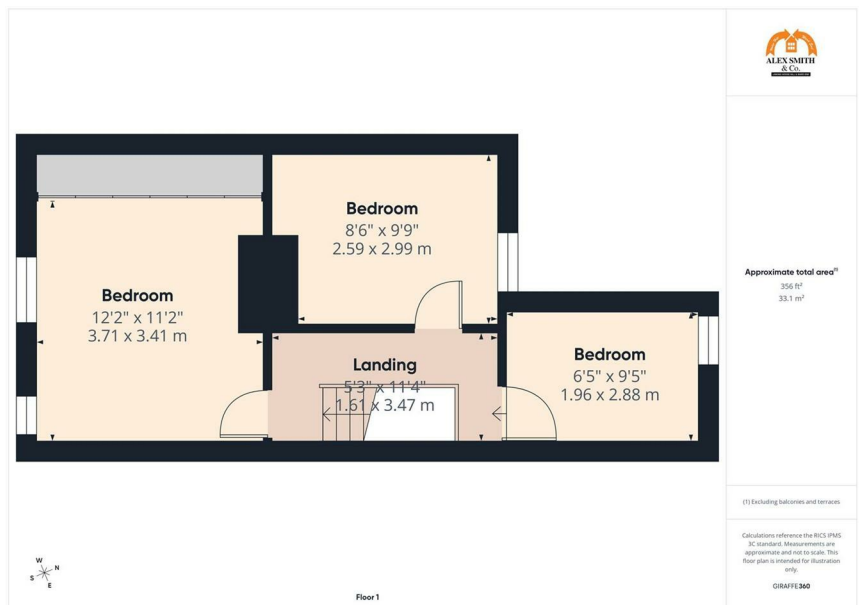 ALEX SMITH
& Co.
Bedroom
8'6" x 9'9"
2.59 x 2.99 m
Bedroom
12'2" x 11'2"
3.71 x 3.41 m
Landing
5'3" x 11'4"
1.61 x 3.47 m
Bedroom
6'5" x 9'5"
1.96 x 2.88 m
Approximate total area(1)
356 ft²
33.1 m²
(1) Excluding balconies and terraces
Calculations reference the RICS IPMS
3C standard. Measurements are
approximate and not to scale. This
floor plan is intended for illustration
only.
GIRAFFE360
W
N
S
E
Floor 1